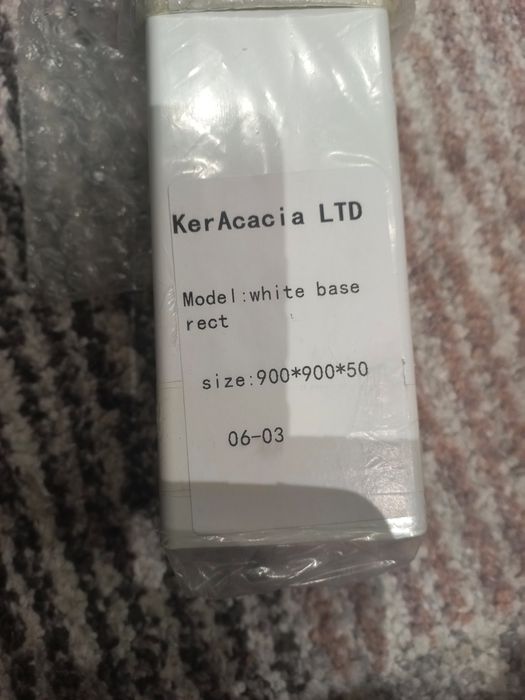 KerAcacia LTD
Model:white base
rect
size:900*900*50
06-03